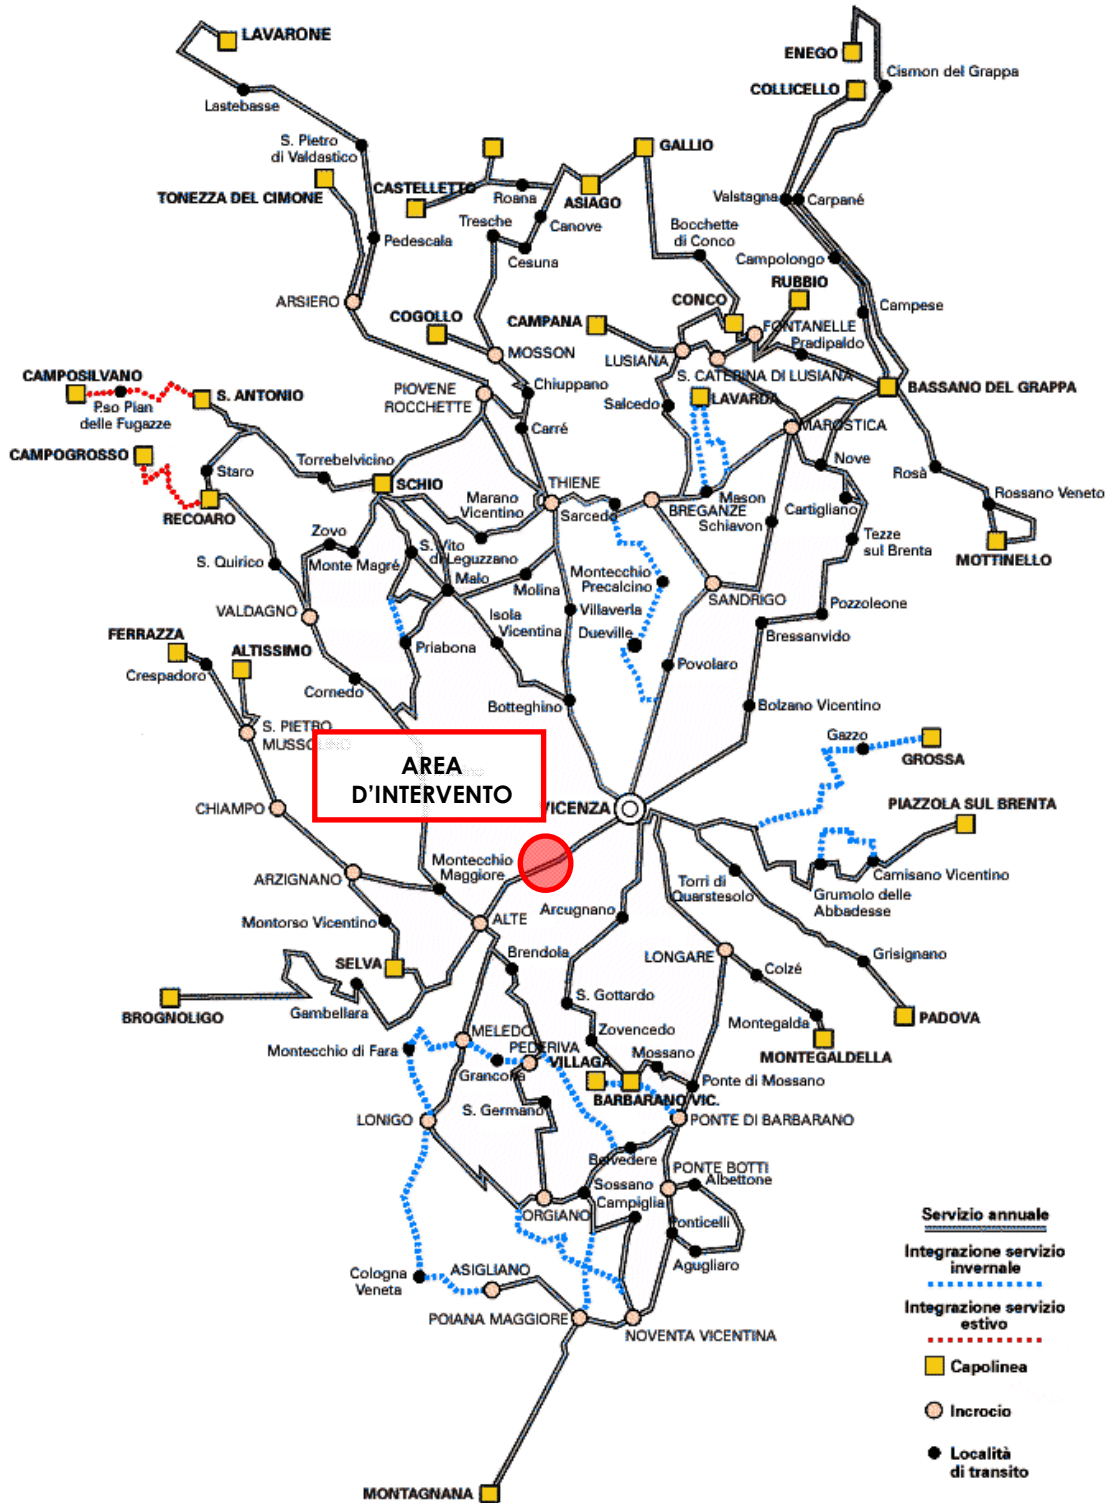 LAVARONE
ENEGO
Cismon del Grappa
COLLICELLO
Lastebasse
S. Pietro
di Valdastico
GALLIO
TONEZZA DEL CIMONE
CASTELLETTO
Roana
ASIAGO
Valstagna
Carpané
Tresche
Canove
Bocchette
di Conco
Pedescala
Cesuna
Campolongo
RUBBIO
ARSIERO
CONCO
Campese
COGOLLO
CAMPANA
FONTANELLE
Pradipaldo
MOSSON
LUSIANA
S. CATERINA DI LUSIANA
CAMPOSILVANO
S. ANTONIO
P.so Pian
delle Fugazze
PIOVENE
ROCCHETTE
Chiuppano
BASSANO DEL GRAPPA
Salcedo
LAVARDA
Carré
MAROSTICA
CAMPOGROSSO
Staro
Torrebelvicino
SCHIO
THIENE
Nove
Rosà
Marano
Vicentino
Sarcedo
BREGANZE
Mason
Schiavon
Cartigliano
Rossano Veneto
RECOARO
Zovo
S. Vito
di Leguzzano
Tezze
sul Brenta
MOTTINELLO
S. Quirico
Monte Magré
Malo
Molina
Montecchio
Precalcino
SANDRIGO
VALDAGNO
Isola
Vicentina
Villaverla
Pozzoleone
Dueville
Bressanvido
FERRAZZA
ALTISSIMO
Priabona
Crespadoro
Povolaro
Cornedo
Botteghino
Bolzano Vicentino
S. PIETRO
Gazzo
GROSSA
AREA
D'INTERVENTO
VICENZA
CHIAMPO
PIAZZOLA SUL BRENTA
Montecchio
Maggiore
ARZIGNANO
Torri di
Quarstesolo
Camisano Vicentino
Grumolo delle
Abbadesse
Montorso Vicentino
ALTE
Arcugnano
Brendola
LONGARE
Grisignano
SELVA
Colzé
Gambellara
S. Gottardo
BROGNOLIGO
Montegalda
PADOVA
MELEDO
Zovencedo
Montecchio di Fara
PEDERIVA
VILLAGA
Mossano
MONTEGALDELLA
Grancona
BARBARANO VIC.
Ponte di Mossano
S. Germano
LONIGO
PONTE DI BARBARANO
Belvedere
PONTE BOTTI
Sossano
Albettone
Campiglia
ORGIANO
Ponticelli
Servizio annuale
Integrazione servizio
invernale
Agugliaro
Cologna
Veneta
ASIGLIANO
POIANA MAGGIORE
NOVENTA VICENTINA
Integrazione servizio
estivo
Capolinea
Incrocio
Località
di transito
MONTAGNANA